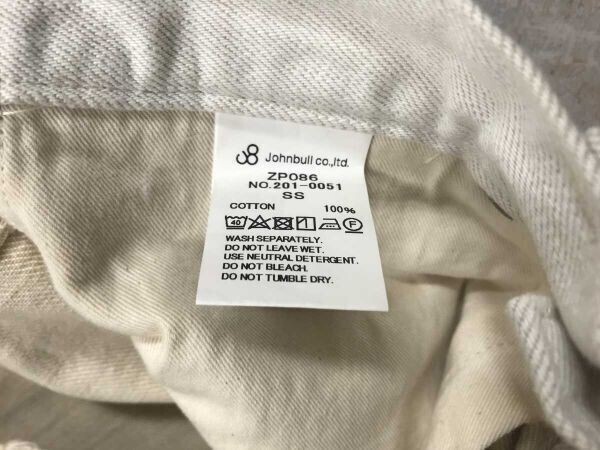 Johnbull co.,ltd.
ZP086
NO.201-0051
SS
COTTON 100%
40 1 F
WASH SEPARATELY.
DO NOT LEAVE WET.
USE NEUTRAL DETERGENT.
DO NOT BLEACH.
DO NOT TUMBLE DRY.